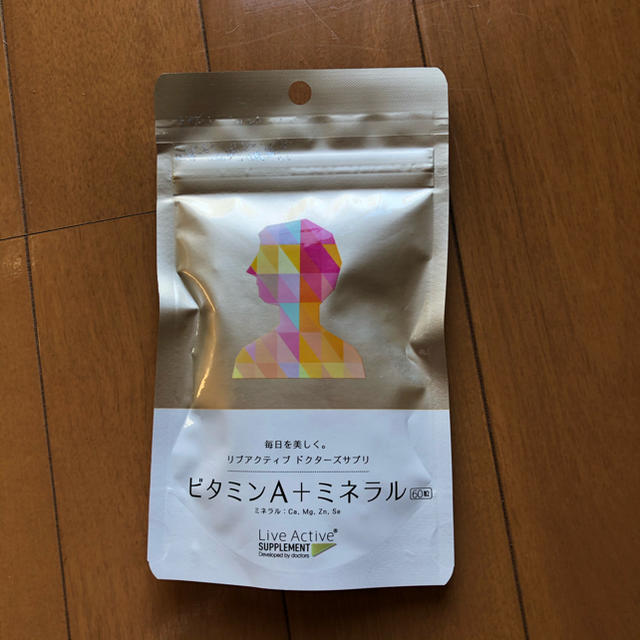 毎日を美しく。
リブアクティブ ドクターズサプリ
ビタミンA＋ミネラル 60粒
ミネラル：Ca, Mg, Zn, Se
Live Active®
SUPPLEMENT
Developed by doctors